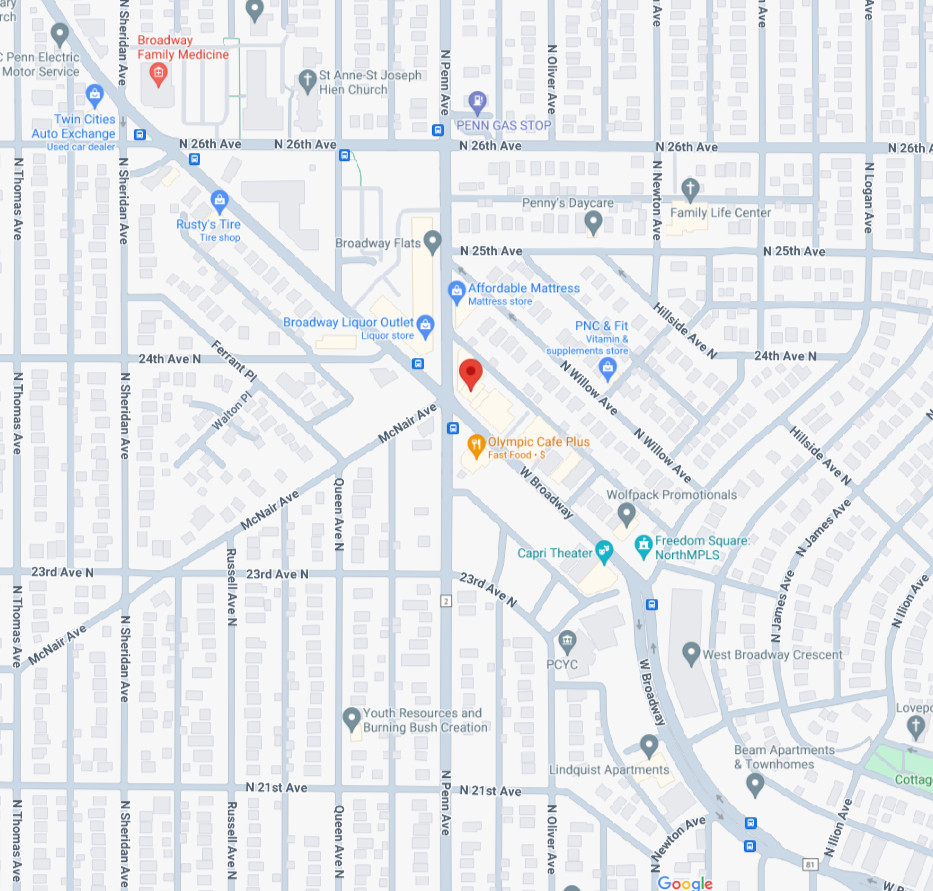 ary
rch
N Sheridan Ave
Broadway
Family Medicine
N Penn Ave
N Oliver Ave
Ave
Ave
Ave
C Penn Electric
Motor Service
St Anne-St Joseph
Hien Church
Twin Cities
Auto Exchange
Used car dealer
PENN GAS STOP
N 26th Ave
N 26th Ave
N 26th Ave
N 26th Ave
N 26th A
N Thomas Ave
N Sheridan Ave
N Newton Ave
N Logan Ave
Rusty's Tire
Tire shop
Penny's Daycare
Family Life Center
Broadway Flats
N 25th Ave
N 25th Ave
Affordable Mattress
Mattress store
Broadway Liquor Outlet
Liquor store
PNC & Fit
Vitamin &
supplements store
Hillside Ave N
24th Ave N
24th Ave N
Ferrant Pl
Walton Pl
N Thomas Ave
N Sheridan Ave
N Willow Ave
N Willow Ave
McNair Ave
Olympic Cafe Plus
Fast Food • $
Hillside Ave N
W Broadway
McNair Ave
Queen Ave N
Wolfpack Promotionals
N James Ave
Capri Theater
Freedom Square:
NorthMPLS
23rd Ave N
Russell Ave N
23rd Ave N
23rd Ave N
N Thomas Ave
N Sheridan Ave
McNair Ave
2
N James Ave
N Ilion Ave
PCYC
West Broadway Crescent
W Broadway
Youth Resources and
Burning Bush Creation
Lovepo
Lindquist Apartments
Beam Apartments
& Townhomes
Cottag
N 21st Ave
N Penn Ave
N 21st Ave
N Thomas Ave
N Sheridan Ave
Russell Ave N
Queen Ave N
N Oliver Ave
Newton Ave
N Ilion Ave
81
Google